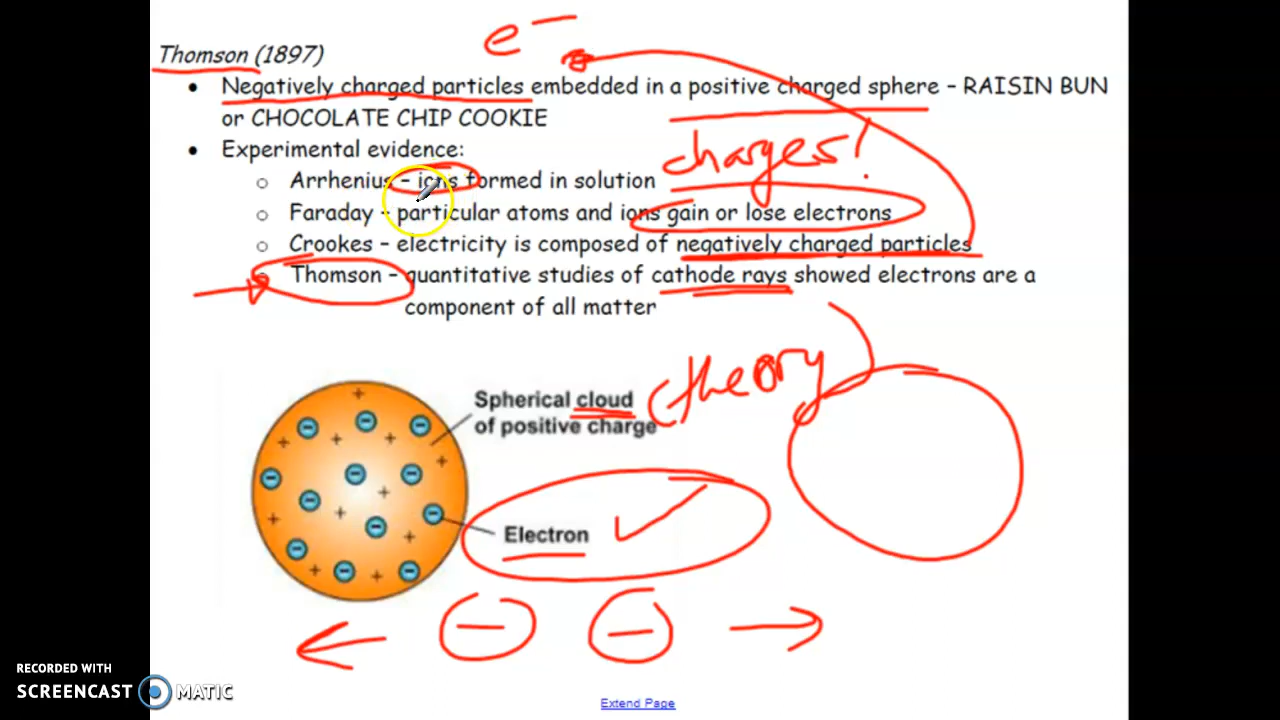 e⁻
Thomson (1897)
• Negatively charged particles embedded in a positive charged sphere – RAISIN BUN
or CHOCOLATE CHIP COOKIE
• Experimental evidence:
charges!
o Arrhenius – ions formed in solution
o Faraday – particular atoms and ions gain or lose electrons
o Crookes – electricity is composed of negatively charged particles
o Thomson – quantitative studies of cathode rays showed electrons are a
component of all matter
Spherical cloud
of positive charge
(theory)
Electron
RECORDED WITH
SCREENCAST MATIC
Extend Page